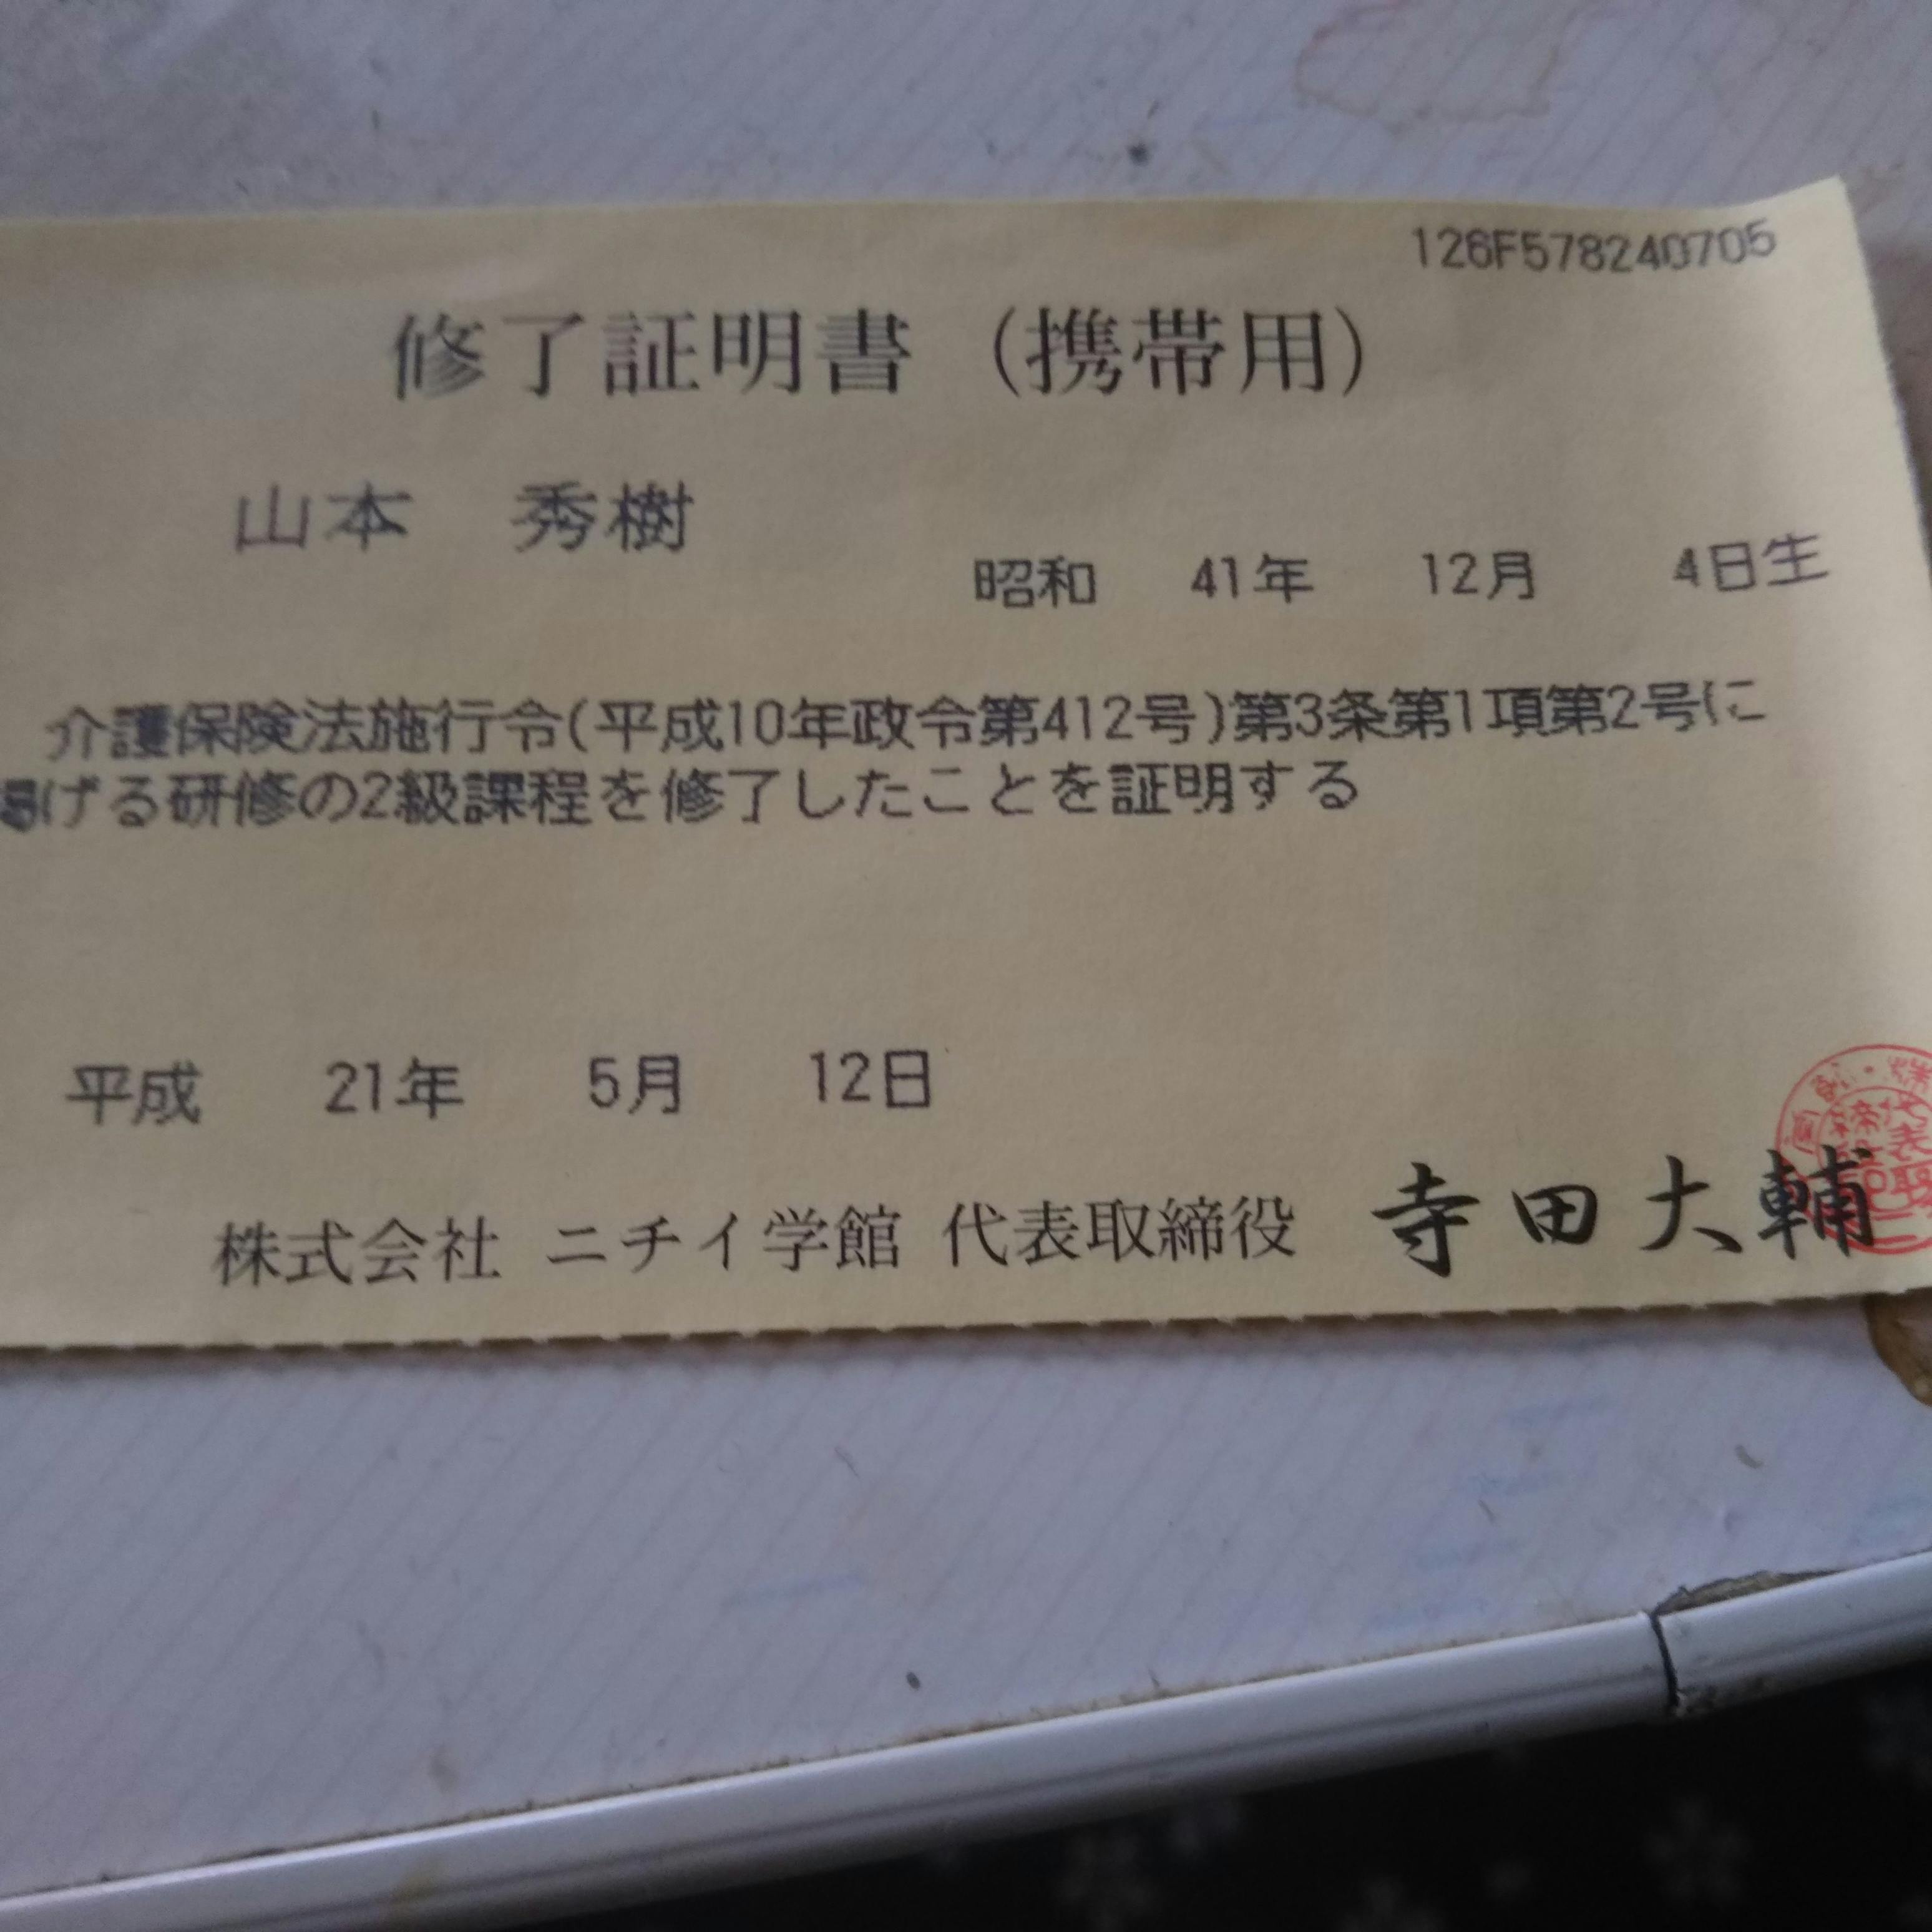 126F578240705
修了証明書（携帯用）
山本　秀樹
昭和　41年　12月　4日生
介護保険法施行令(平成10年政令第412号)第3条第1項第2号に
掲げる研修の2級課程を修了したことを証明する
平成　21年　5月　12日
株式会社 ニチイ学館 代表取締役 寺田大輔